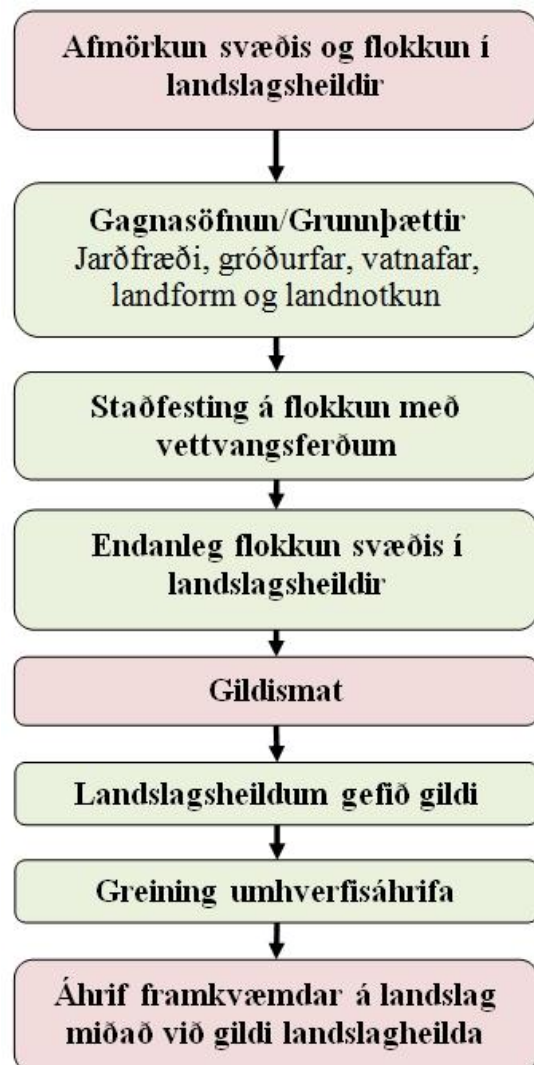 Afmörkun svæðis og flokkun í
landslagsheildir
Gagnasöfnun/Grunnþættir
Jarðfræði, gróðurfar, vatnafar,
landform og landnotkun
Staðfesting á flokkun með
vettvangsferðum
Endanleg flokkun svæðis í
landslagsheildir
Gildismat
Landslagsheildum gefið gildi
Greining umhverfisáhrifa
Áhrif framkvæmdar á landslag
miðað við gildi landslagheilda